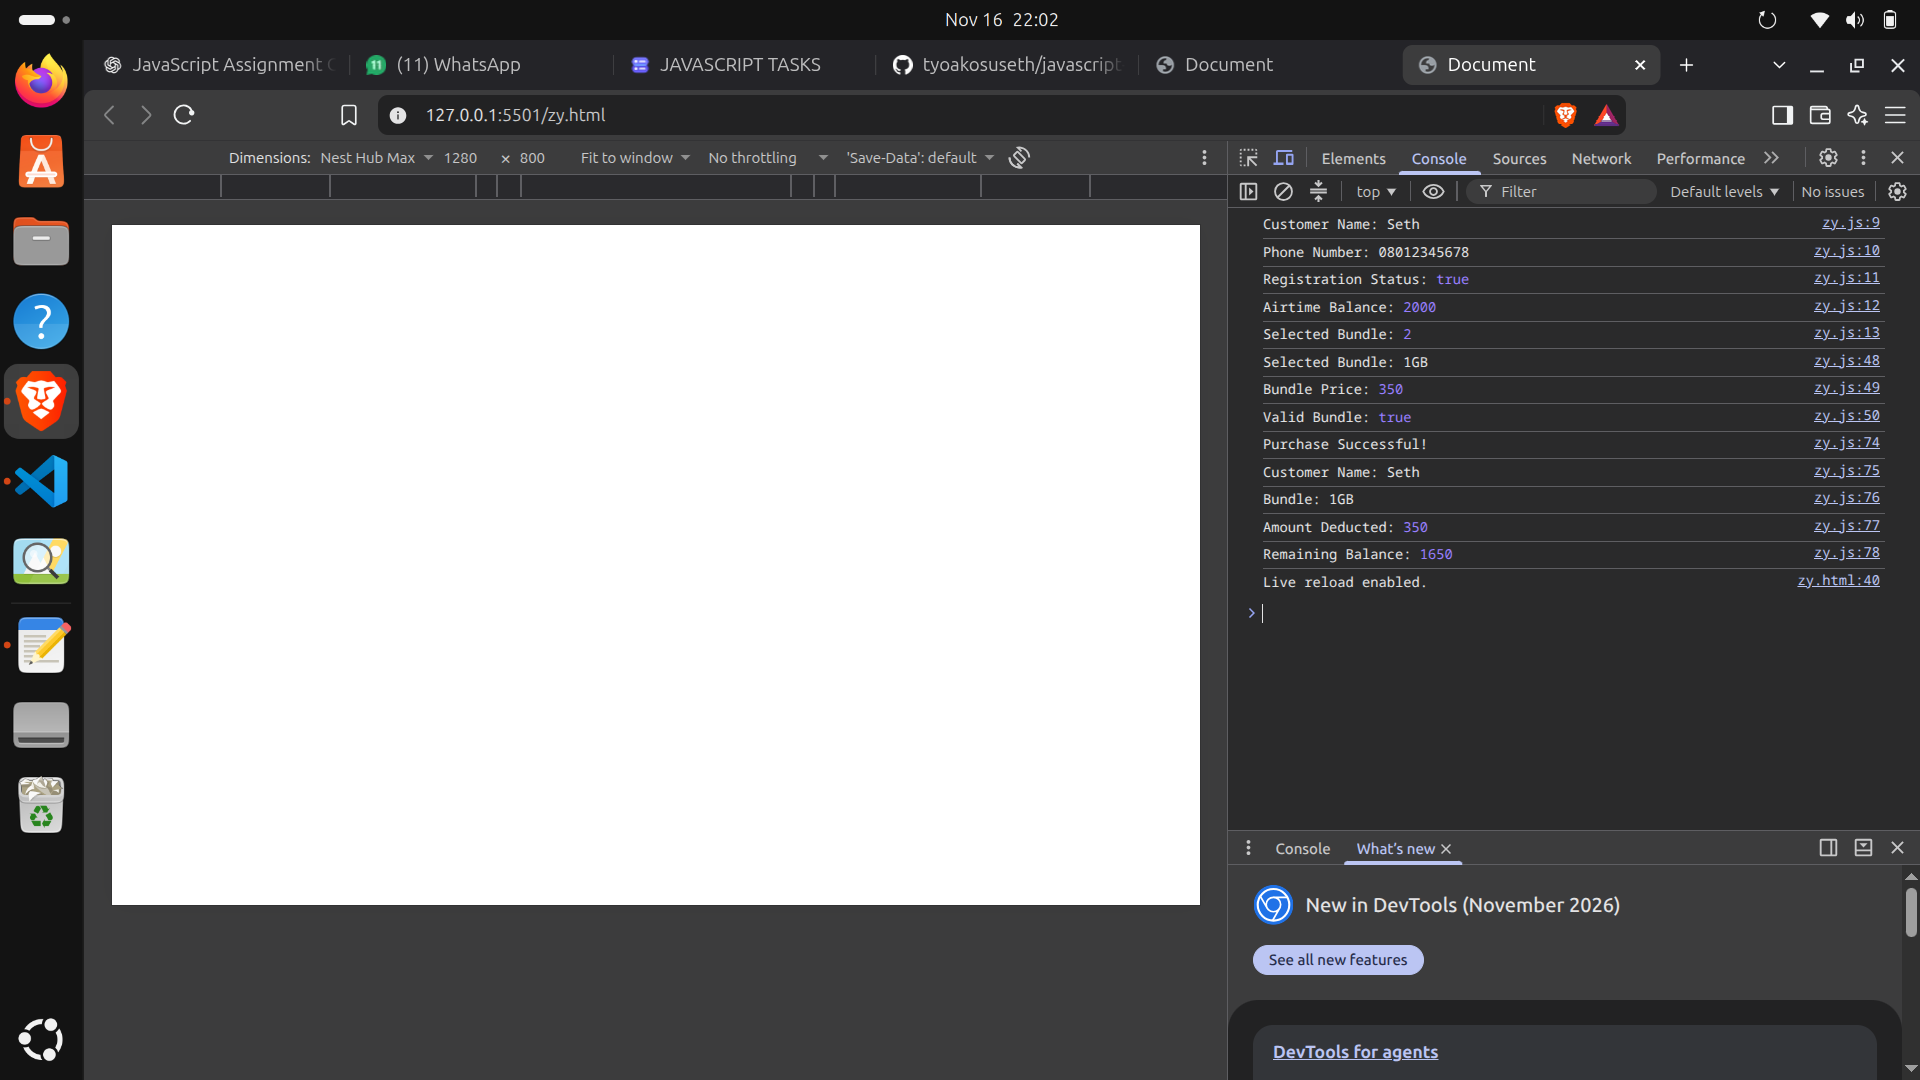 Nov 16 22:02
JavaScript Assignment
11 (11) WhatsApp
JAVASCRIPT TASKS
tyoakosuseth/javascript
Document
Document
127.0.0.1:5501/zy.html
Dimensions: Nest Hub Max 1280 × 800 Fit to window No throttling 'Save-Data': default
Elements Console Sources Network Performance
top Filter Default levels No issues
Customer Name: Seth zy.js:9
Phone Number: 08012345678 zy.js:10
Registration Status: true zy.js:11
Airtime Balance: 2000 zy.js:12
Selected Bundle: 2 zy.js:13
Selected Bundle: 1GB zy.js:48
Bundle Price: 350 zy.js:49
Valid Bundle: true zy.js:50
Purchase Successful! zy.js:74
Customer Name: Seth zy.js:75
Bundle: 1GB zy.js:76
Amount Deducted: 350 zy.js:77
Remaining Balance: 1650 zy.js:78
Live reload enabled. zy.html:40
Console What's new
New in DevTools (November 2026)
See all new features
DevTools for agents